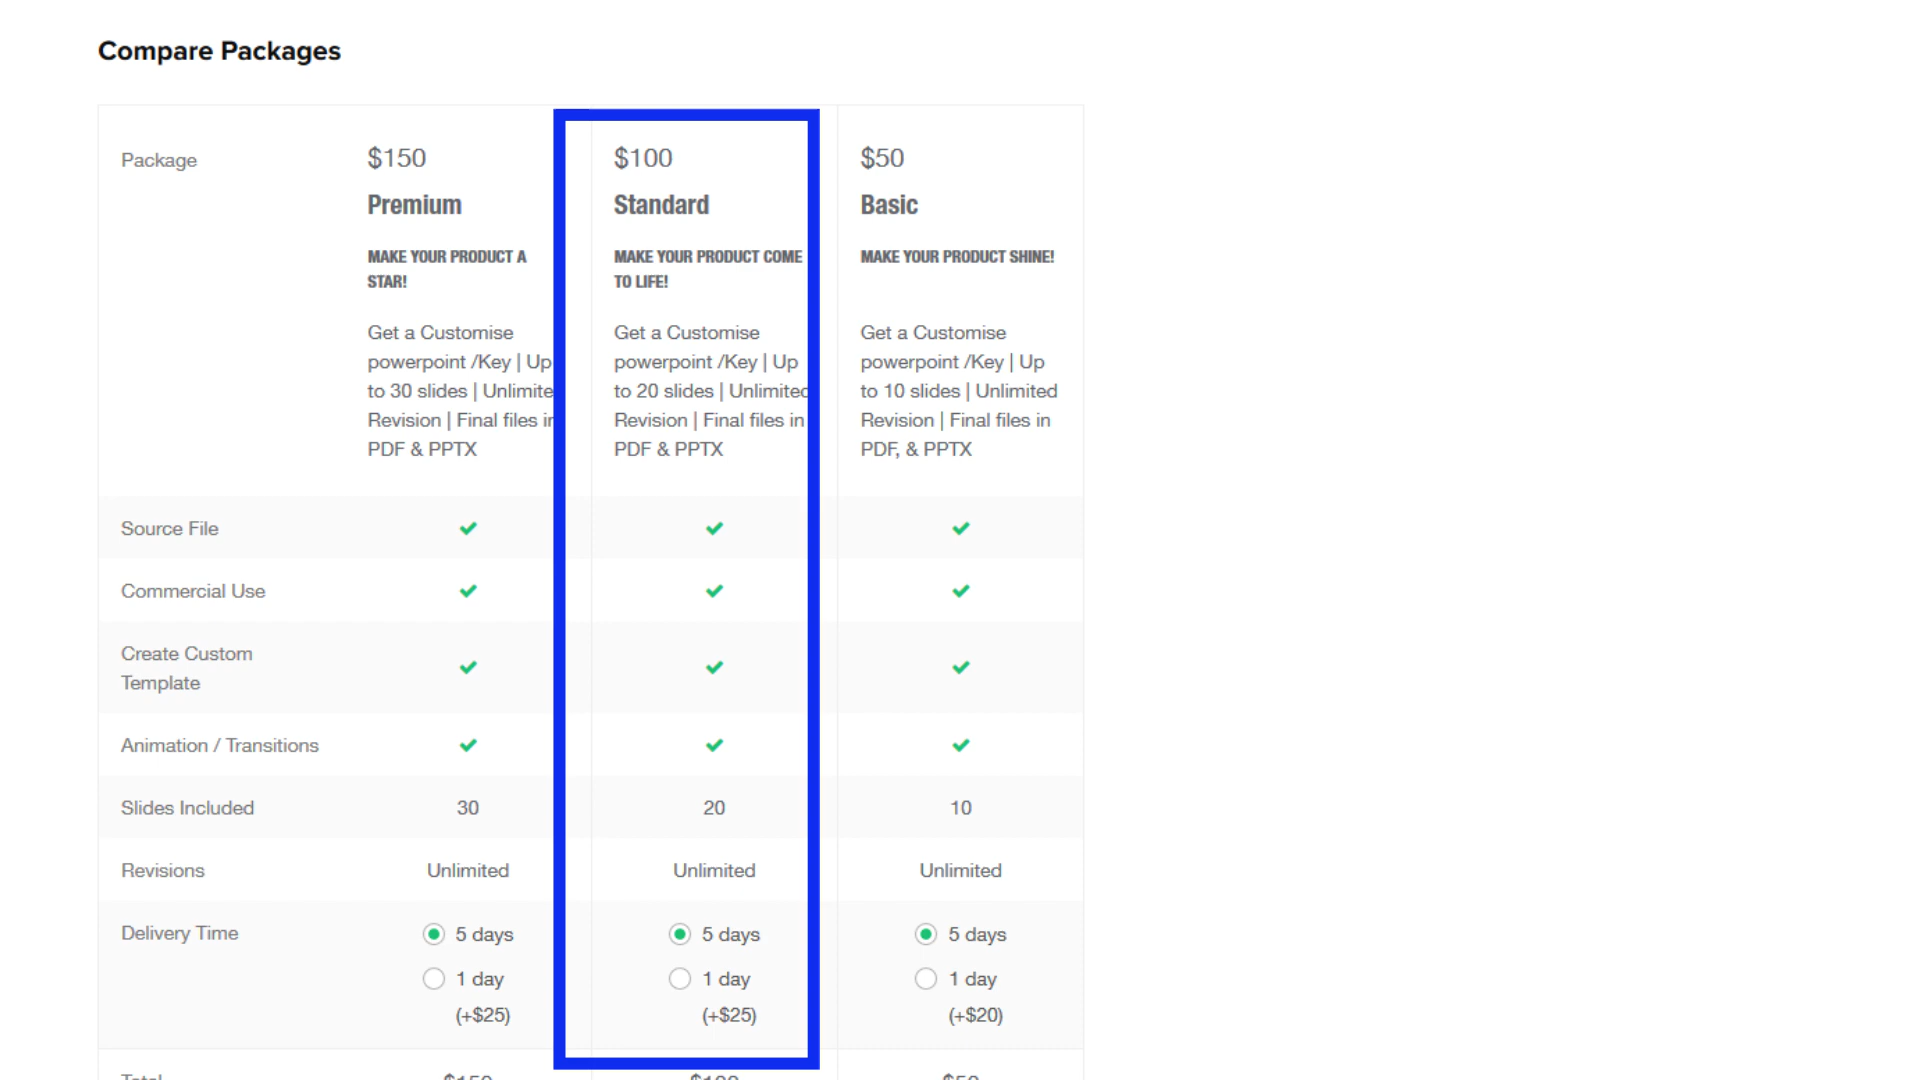 Compare Packages
Package
$150
Premium
MAKE YOUR PRODUCT A
STAR!
Get a Customise
powerpoint /Key | Up
to 30 slides | Unlimite
Revision | Final files in
PDF & PPTX
$100
Standard
MAKE YOUR PRODUCT COME
TO LIFE!
Get a Customise
powerpoint /Key | Up
to 20 slides | Unlimited
Revision | Final files in
PDF & PPTX
$50
Basic
MAKE YOUR PRODUCT SHINE!
Get a Customise
powerpoint /Key | Up
to 10 slides | Unlimited
Revision | Final files in
PDF, & PPTX
Source File
Commercial Use
Create Custom
Template
Animation / Transitions
Slides Included 30 20 10
Revisions Unlimited Unlimited Unlimited
Delivery Time 5 days 5 days 5 days
1 day 1 day 1 day
(+$25) (+$25) (+$20)
Total $150 $100 $50